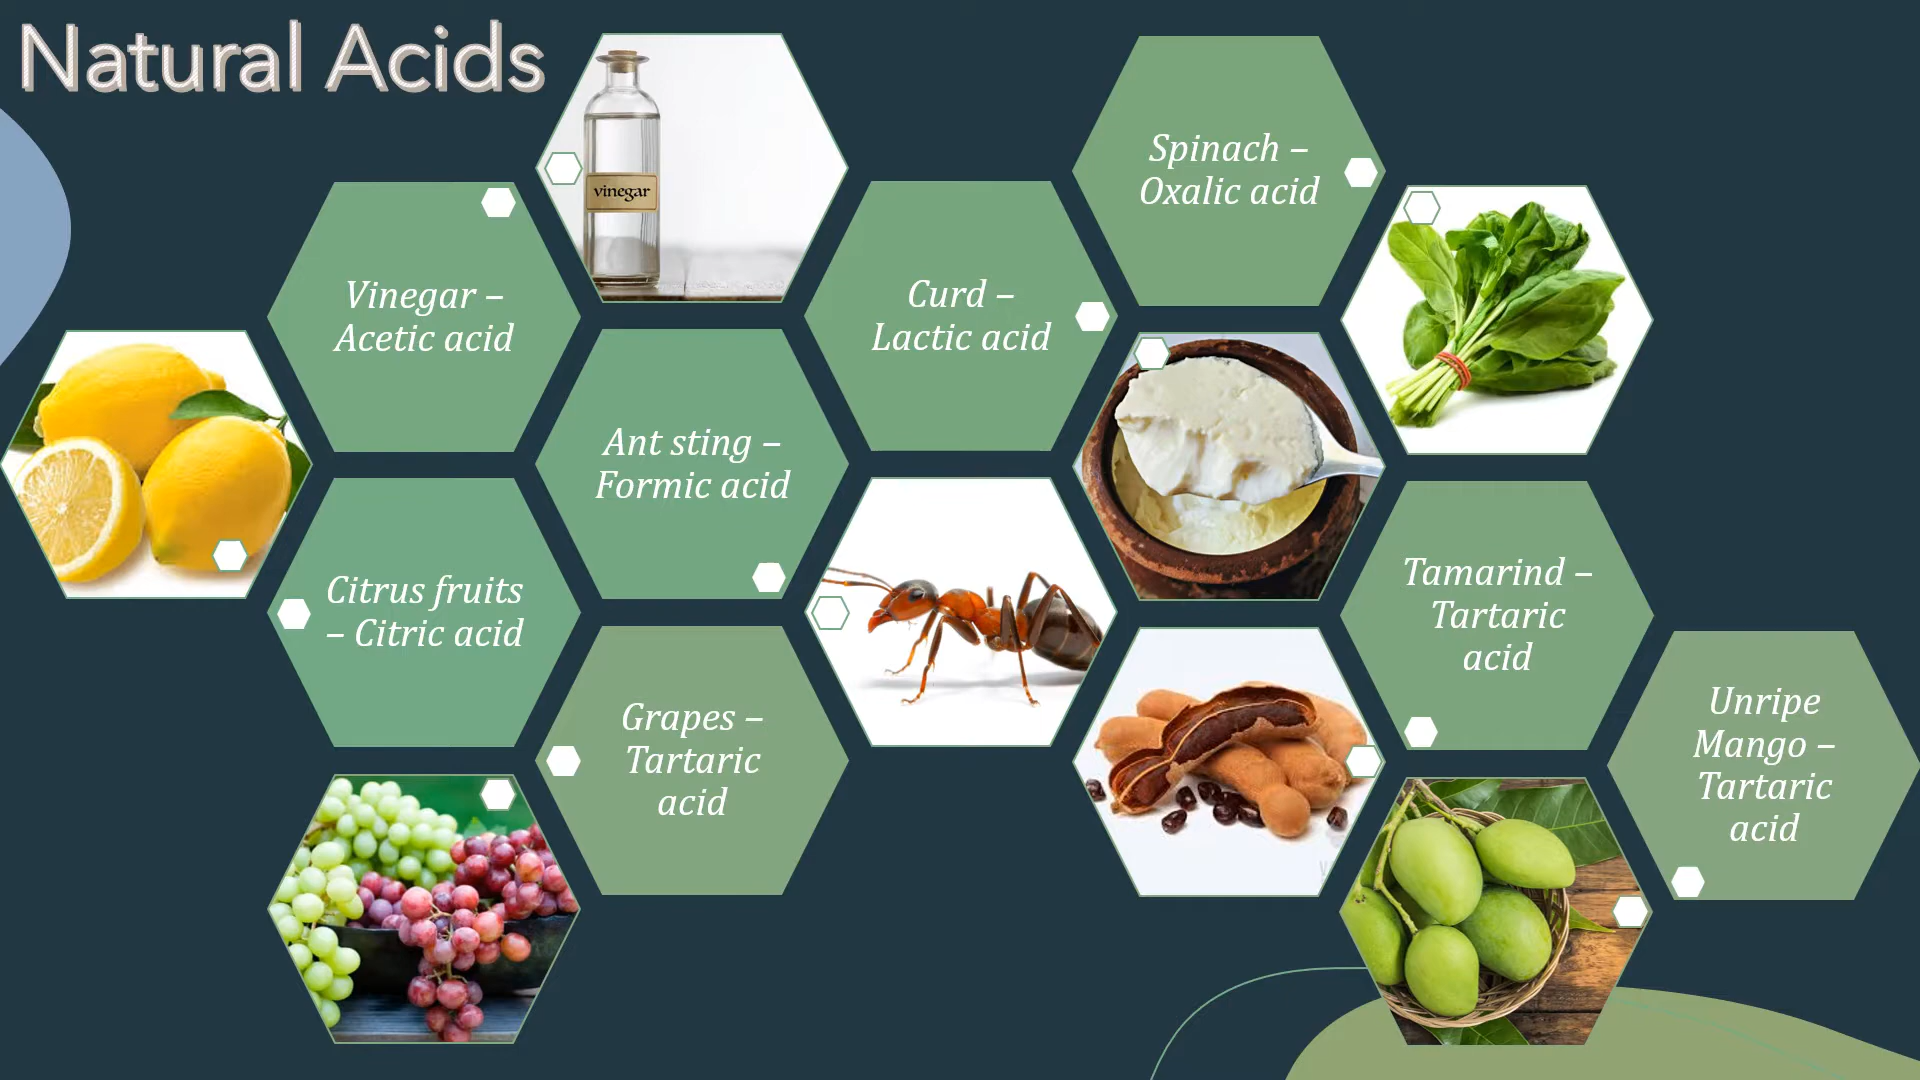 Natural Acids
vinegar
Spinach –
Oxalic acid
Vinegar –
Acetic acid
Curd –
Lactic acid
Ant sting –
Formic acid
Citrus fruits
– Citric acid
Tamarind –
Tartaric
acid
Grapes –
Tartaric
acid
Unripe
Mango –
Tartaric
acid